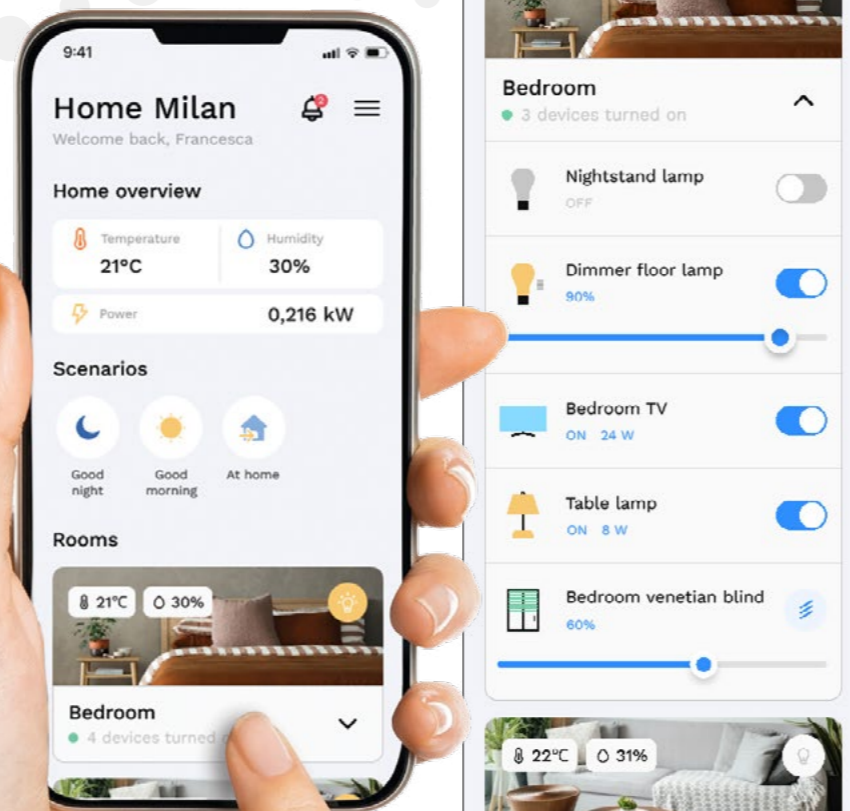 9:41
Home Milan
2
Welcome back, Francesca
Home overview
Temperature
21°C
Humidity
30%
Power
0,216 kW
Scenarios
Good
night
Good
morning
At home
Rooms
21°C
30%
Bedroom
4 devices turned
Bedroom
3 devices turned on
Nightstand lamp
OFF
Dimmer floor lamp
90%
Bedroom TV
ON 24 W
Table lamp
ON 8 W
Bedroom venetian blind
60%
22°C
31%